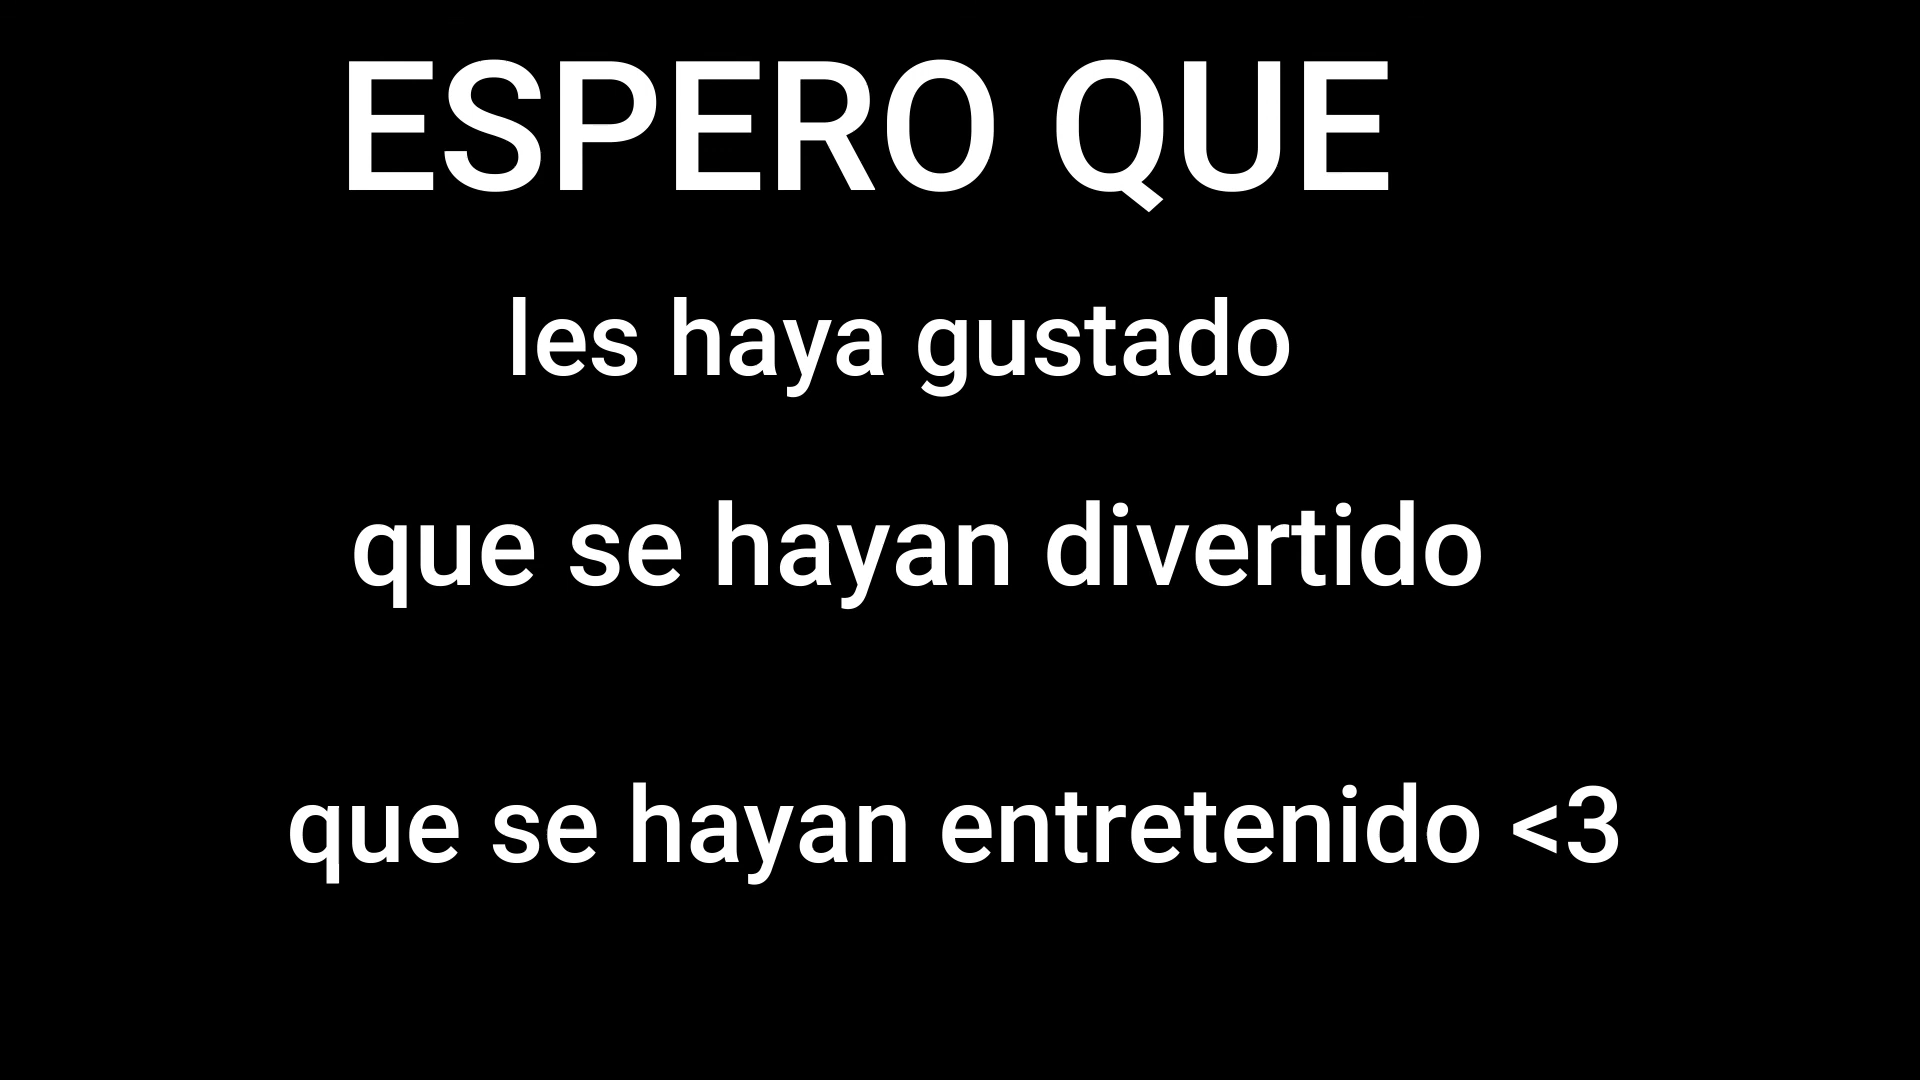 ESPERO QUE
les haya gustado
que se hayan divertido
que se hayan entretenido <3